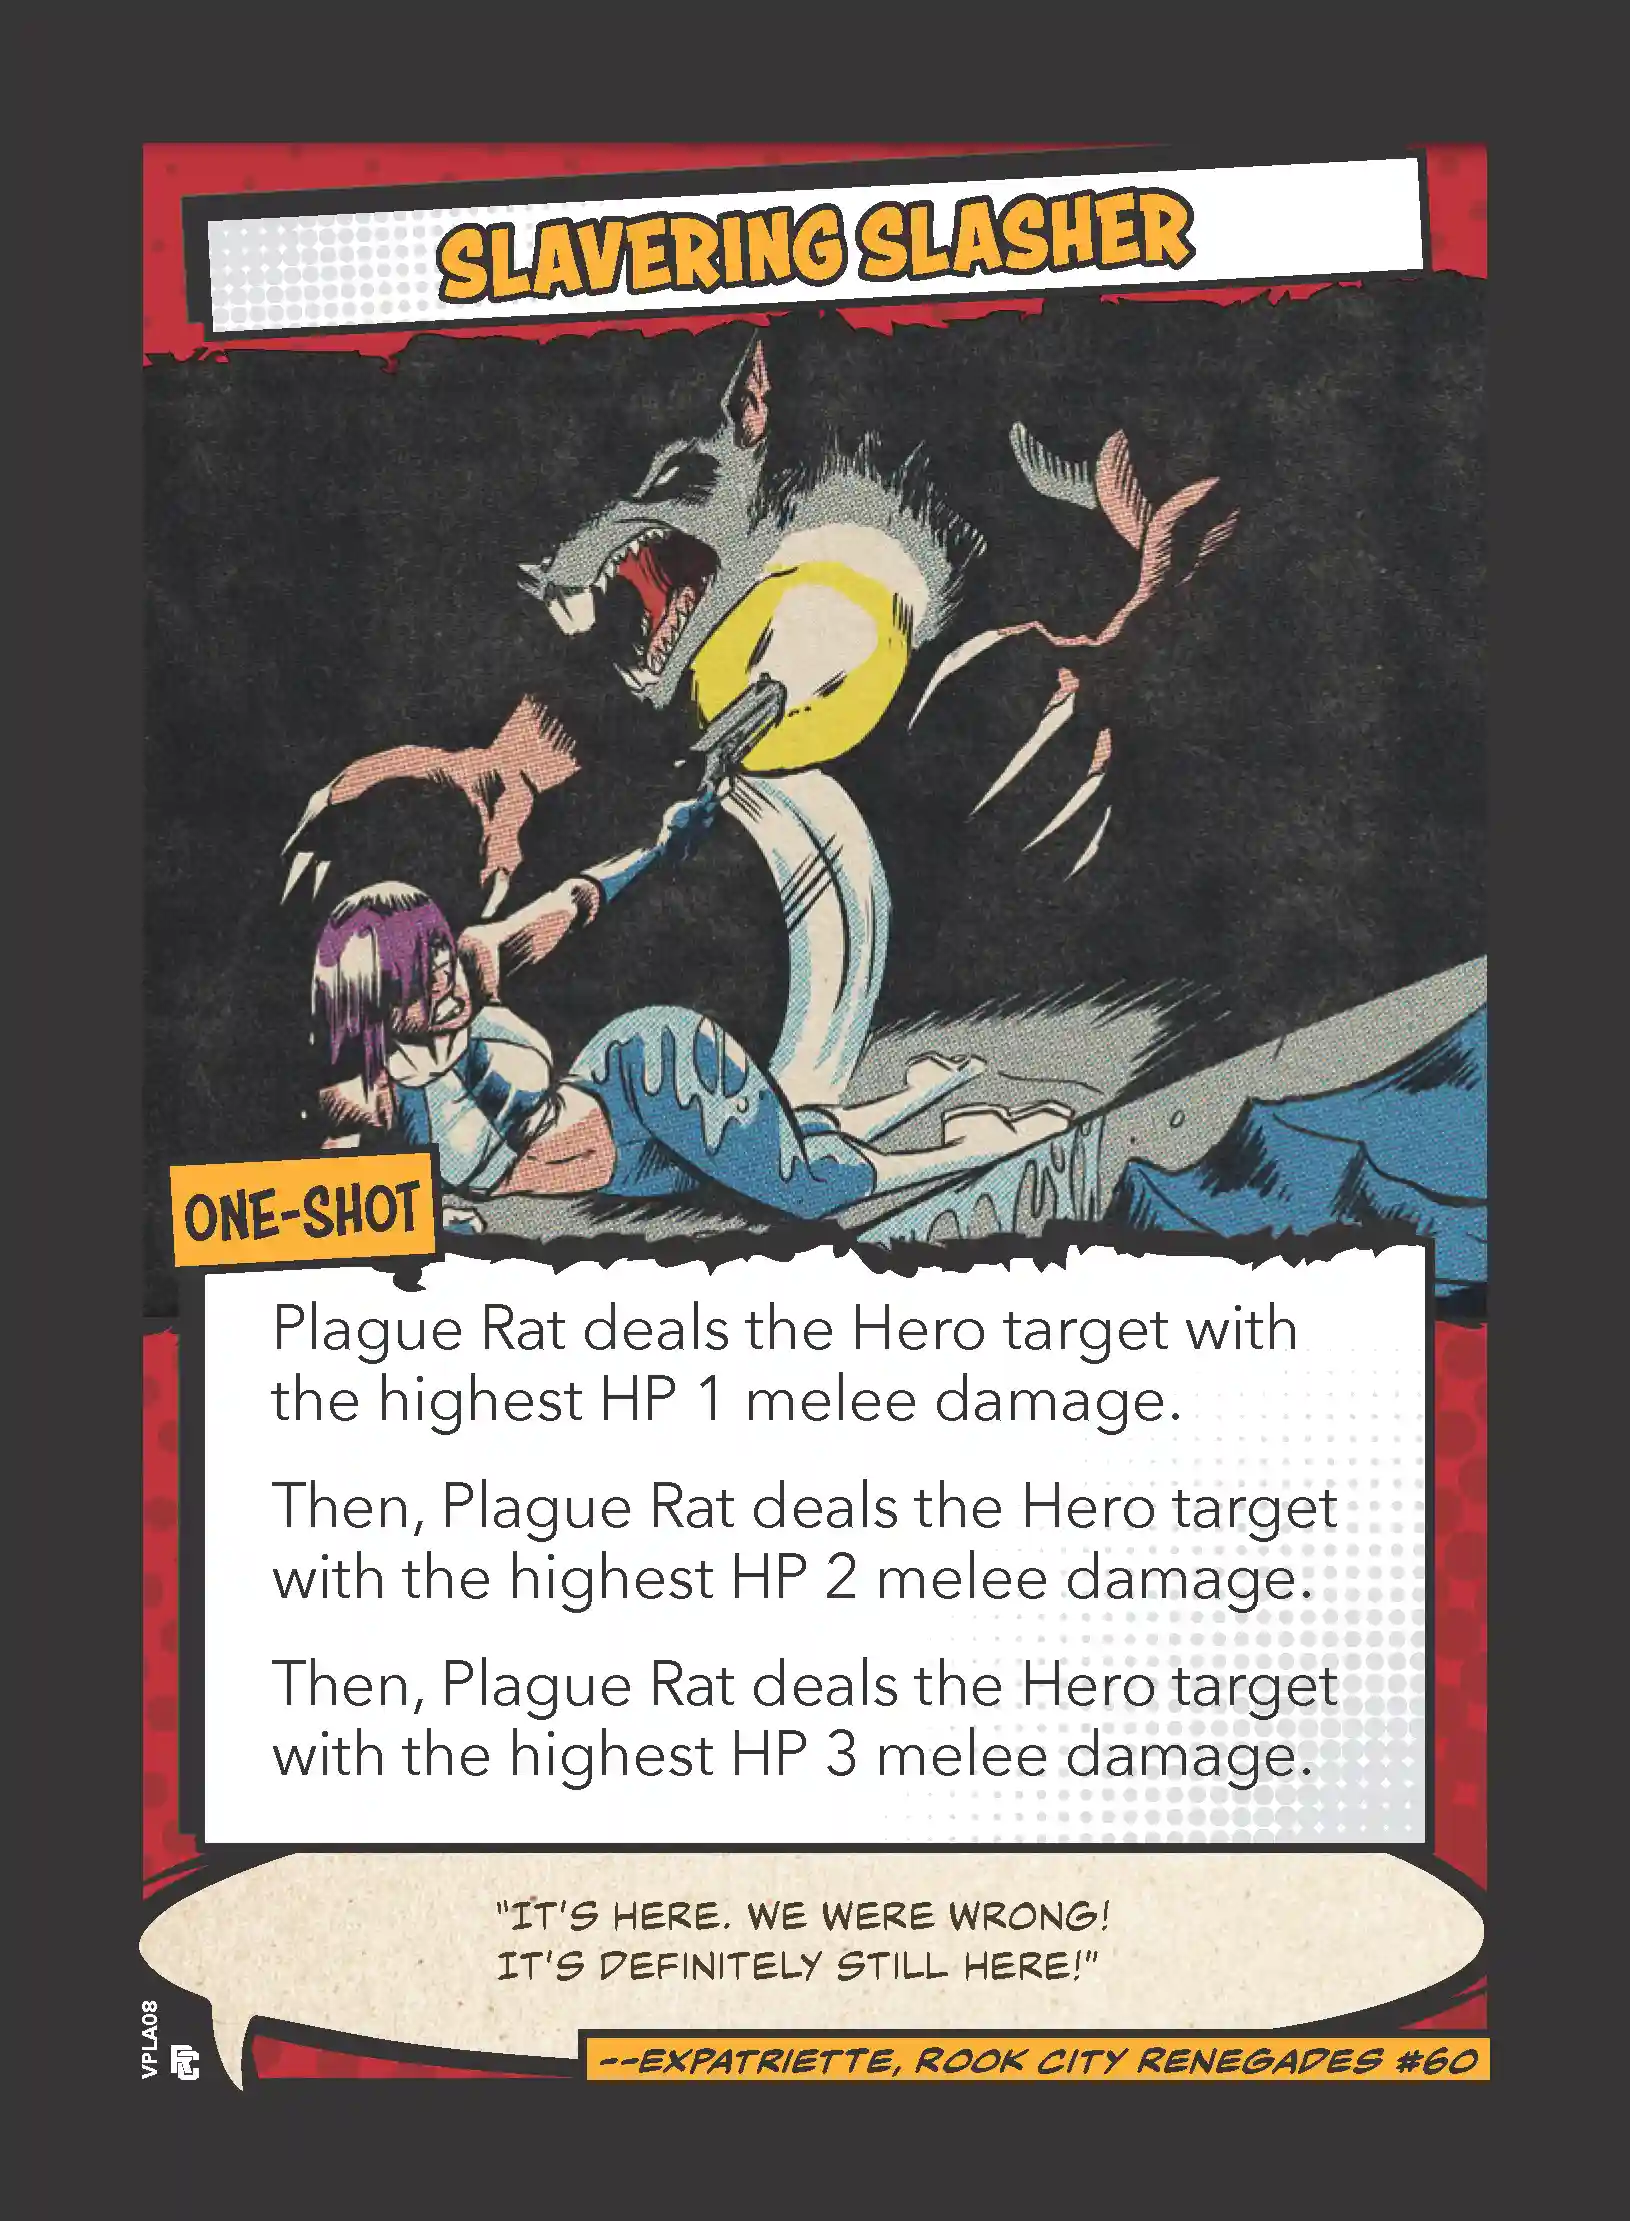 SLAVERING SLASHER
ONE-SHOT
Plague Rat deals the Hero target with
the highest HP 1 melee damage.
Then, Plague Rat deals the Hero target
with the highest HP 2 melee damage.
Then, Plague Rat deals the Hero target
with the highest HP 3 melee damage.
"IT'S HERE. WE WERE WRONG!
IT'S DEFINITELY STILL HERE!"
--EXPATRIETTE, ROOK CITY RENEGADES #60
VPLA08